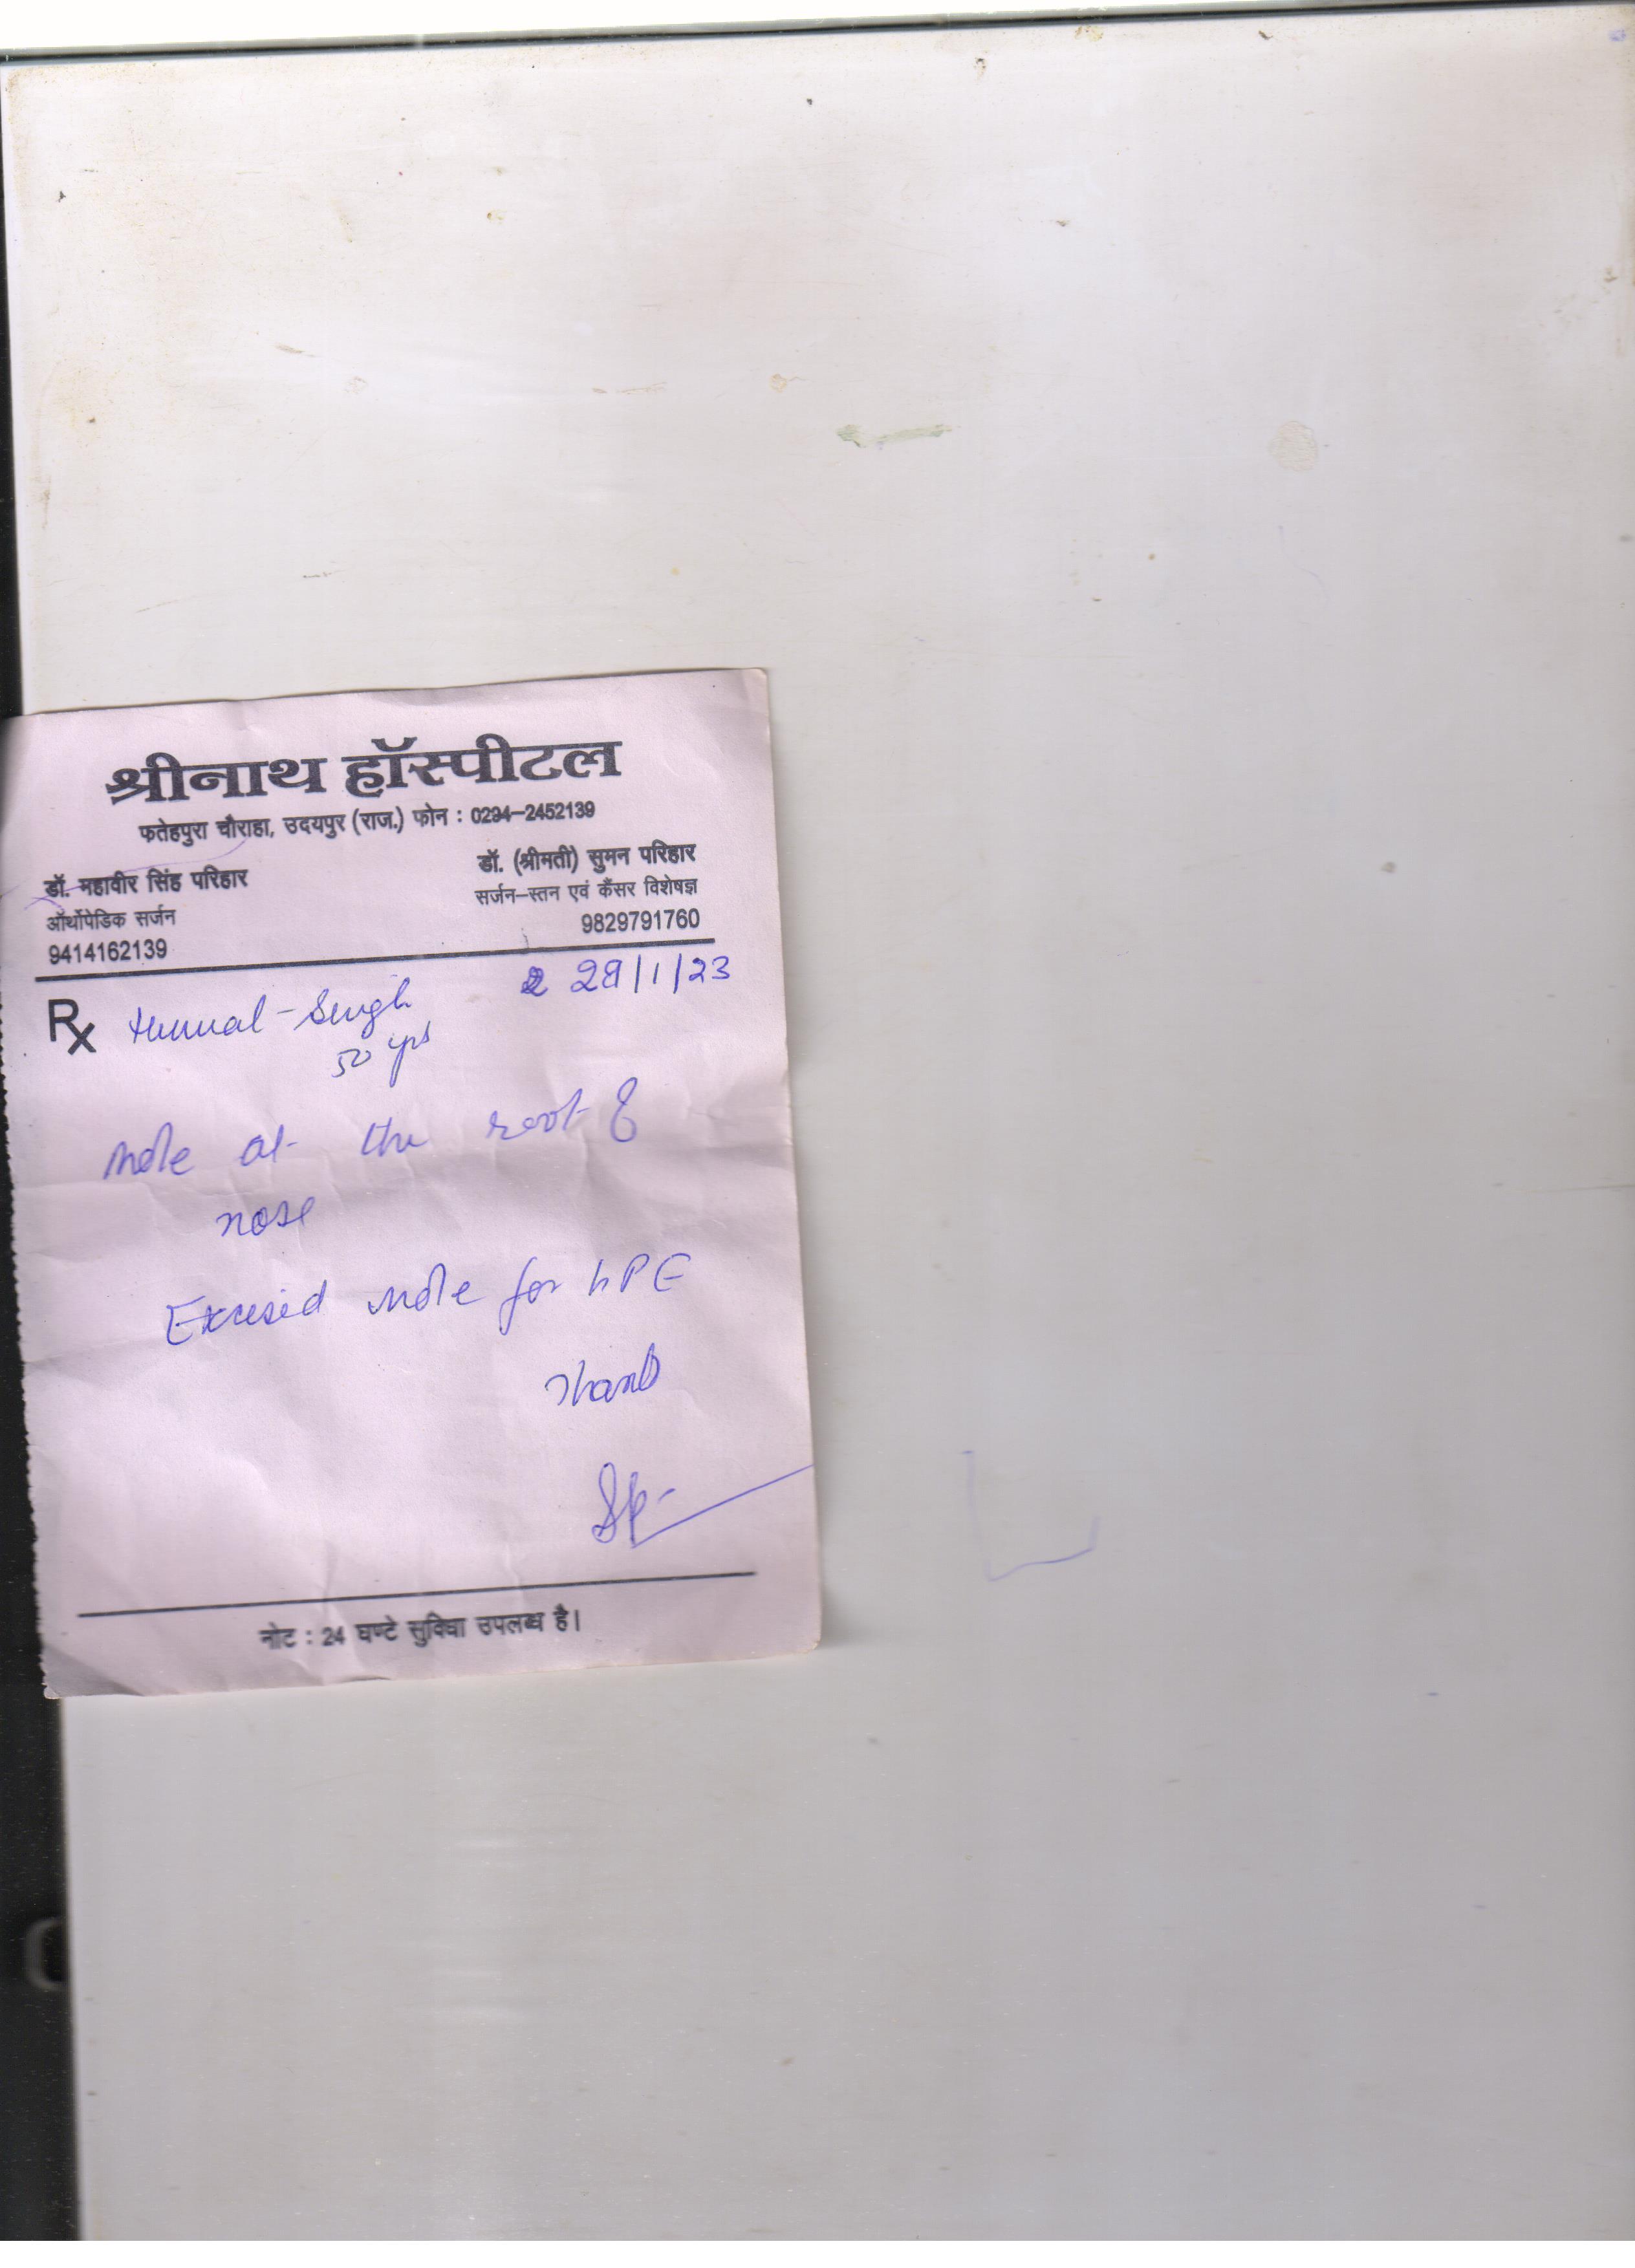 श्रीनाथ हॉस्पीटल
फतेहपुरा चौराहा, उदयपुर (राज.) फोन : 0294-2452139
डॉ. महावीर सिंह परिहार
ऑर्थोपेडिक सर्जन
9414162139
डॉ. (श्रीमती) सुमन परिहार
सर्जन-स्तन एवं कैंसर विशेषज्ञ
9829791760
28/1/23
Rx Singh
50 yrs
Mole at the root of
nose
Excised mole for HPE
Thanks
नोट : 24 घण्टे सुविधा उपलब्ध है।